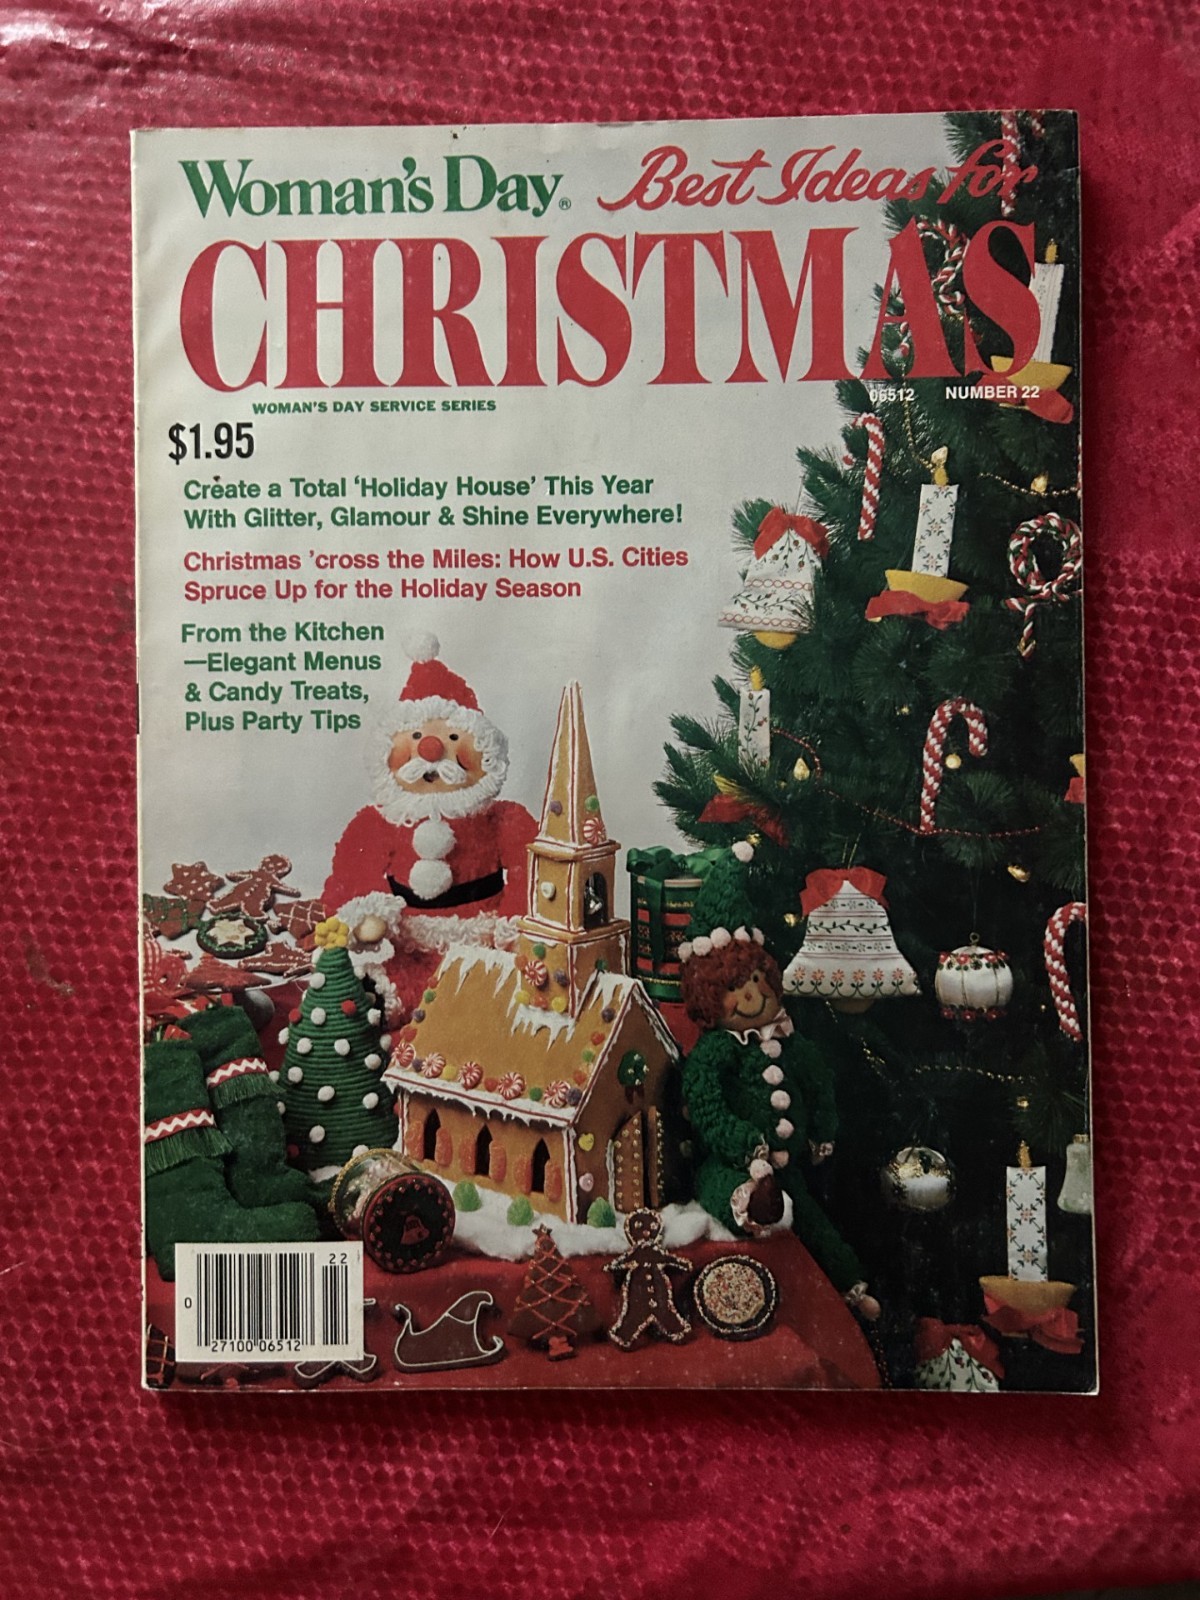 Woman's Day® Best Ideas for
CHRISTMAS
WOMAN'S DAY SERVICE SERIES
06512 NUMBER 22
$1.95
Create a Total ‘Holiday House’ This Year
With Glitter, Glamour & Shine Everywhere!
Christmas ’cross the Miles: How U.S. Cities
Spruce Up for the Holiday Season
From the Kitchen
—Elegant Menus
& Candy Treats,
Plus Party Tips
22
0
27100 06512